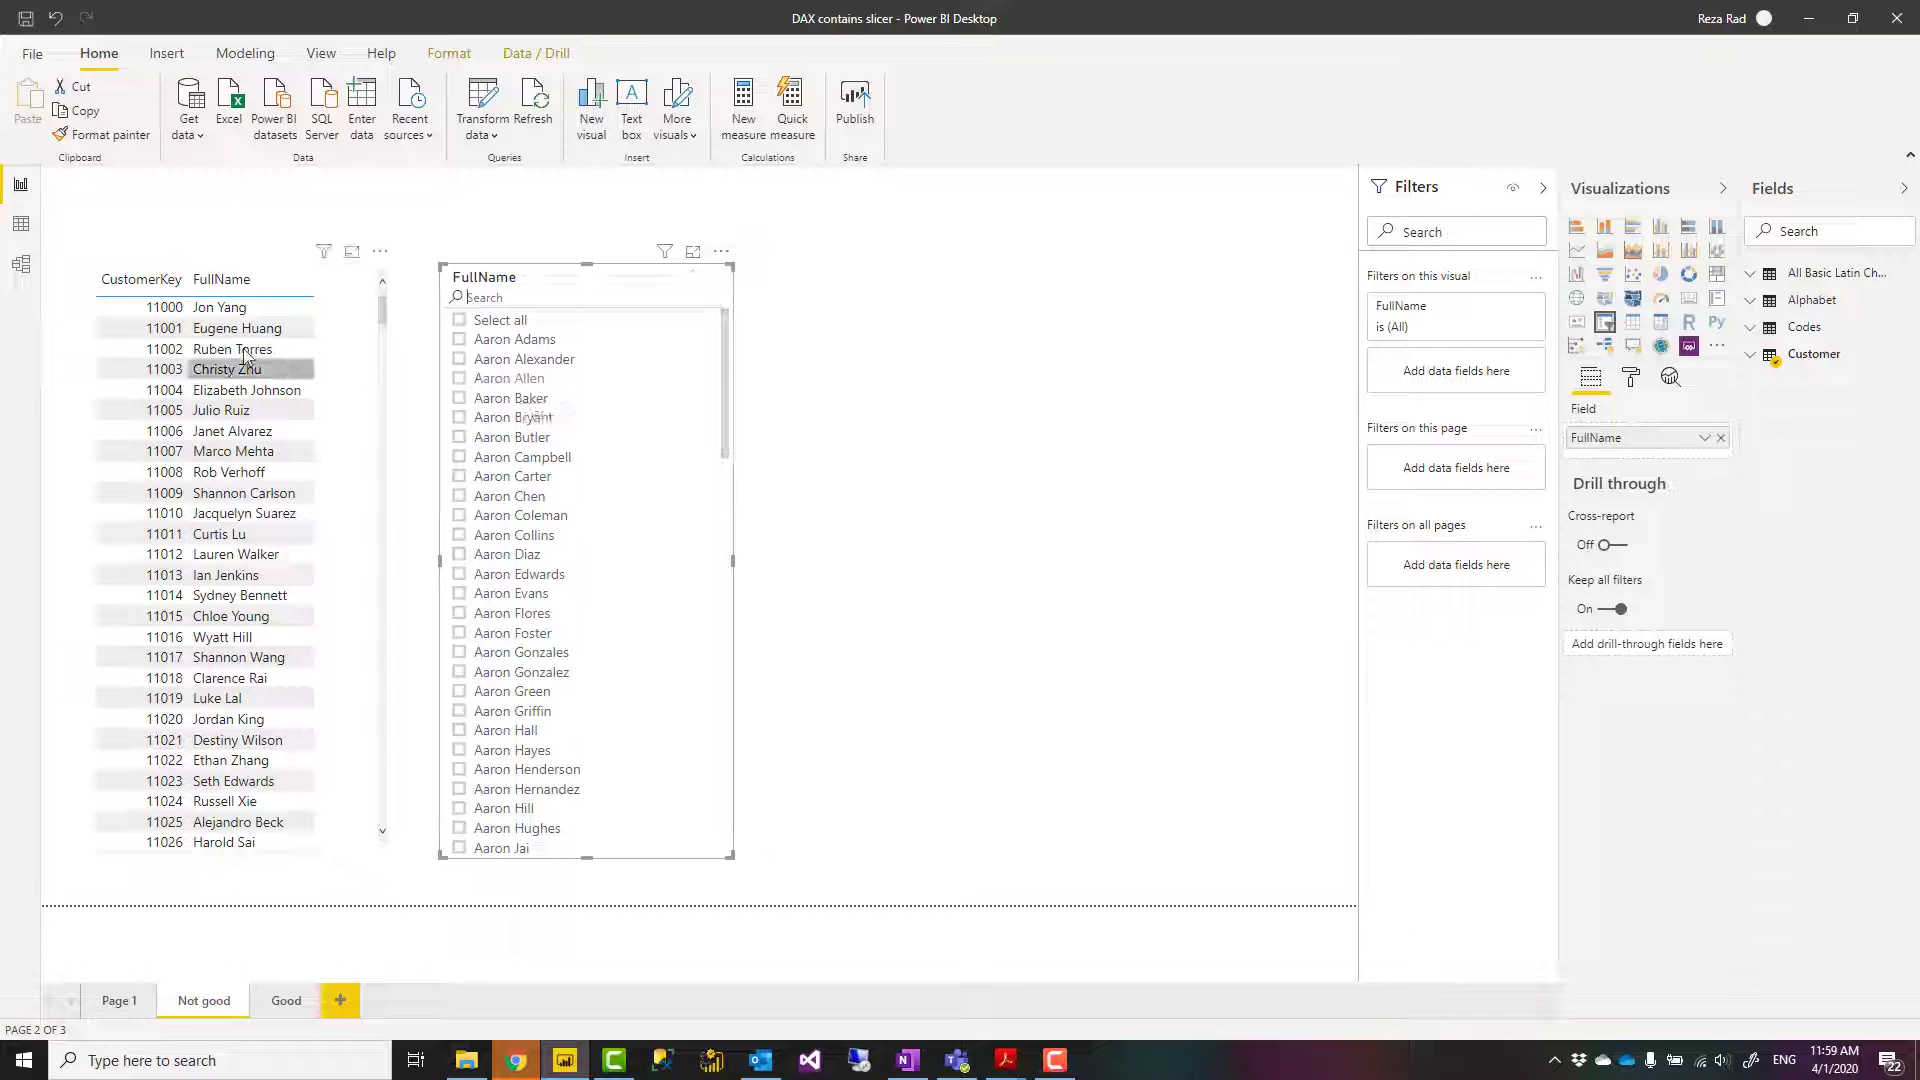 DAX contains slicer - Power BI Desktop
Reza Rad
File Home Insert Modeling View Help Format Data / Drill
Paste
Cut
Copy
Format painter
Clipboard
Get data
Excel
Power BI datasets
SQL Server
Enter data
Recent sources
Data
Transform data
Refresh
Queries
New visual
Text box
More visuals
Insert
New measure
Quick measure
Calculations
Publish
Share
CustomerKey FullName
11000 Jon Yang
11001 Eugene Huang
11002 Ruben Torres
11003 Christy Zhu
11004 Elizabeth Johnson
11005 Julio Ruiz
11006 Janet Alvarez
11007 Marco Mehta
11008 Rob Verhoff
11009 Shannon Carlson
11010 Jacquelyn Suarez
11011 Curtis Lu
11012 Lauren Walker
11013 Ian Jenkins
11014 Sydney Bennett
11015 Chloe Young
11016 Wyatt Hill
11017 Shannon Wang
11018 Clarence Rai
11019 Luke Lal
11020 Jordan King
11021 Destiny Wilson
11022 Ethan Zhang
11023 Seth Edwards
11024 Russell Xie
11025 Alejandro Beck
11026 Harold Sai
FullName
Search
Select all
Aaron Adams
Aaron Alexander
Aaron Allen
Aaron Baker
Aaron Bryant
Aaron Butler
Aaron Campbell
Aaron Carter
Aaron Chen
Aaron Coleman
Aaron Collins
Aaron Diaz
Aaron Edwards
Aaron Evans
Aaron Flores
Aaron Foster
Aaron Gonzales
Aaron Gonzalez
Aaron Green
Aaron Griffin
Aaron Hall
Aaron Hayes
Aaron Henderson
Aaron Hernandez
Aaron Hill
Aaron Hughes
Aaron Jai
Filters
Search
Filters on this visual
FullName
is (All)
Add data fields here
Filters on this page
Add data fields here
Filters on all pages
Add data fields here
Visualizations
R Py
Field
FullName
Drill through
Cross-report
Off
Keep all filters
On
Add drill-through fields here
Fields
Search
All Basic Latin Ch...
Alphabet
Codes
Customer
Page 1 Not good Good
PAGE 2 OF 3
Type here to search
ENG
11:59 AM
4/1/2020
22